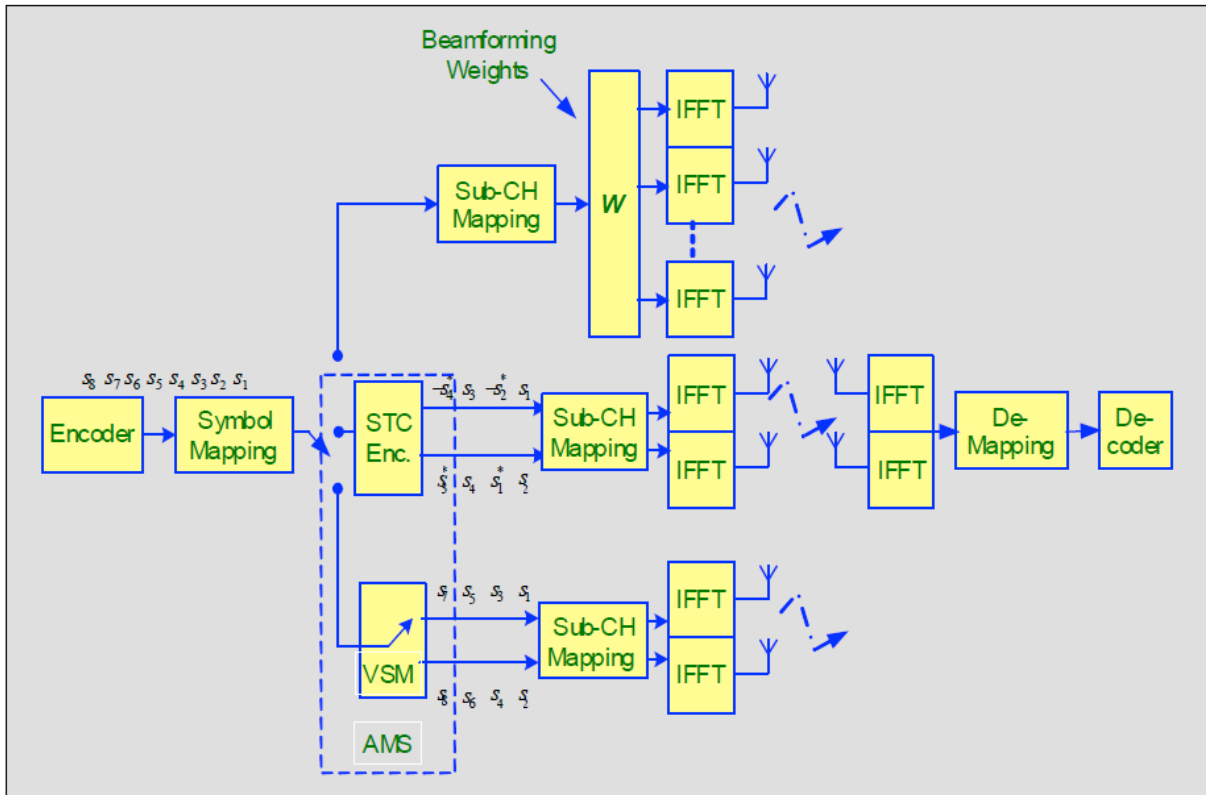 Beamforming
Weights
IFFT
Sub-CH
Mapping
W
IFFT
IFFT
s8 s7 s6 s5 s4 s3 s2 s1
Encoder
Symbol
Mapping
STC
Enc.
-s4* s3 -s2* s1
s3* s4 s1* s2
Sub-CH
Mapping
IFFT
IFFT
IFFT
IFFT
De-
Mapping
De-
coder
VSM
s7 s5 s3 s1
s8 s6 s4 s2
Sub-CH
Mapping
IFFT
IFFT
AMS